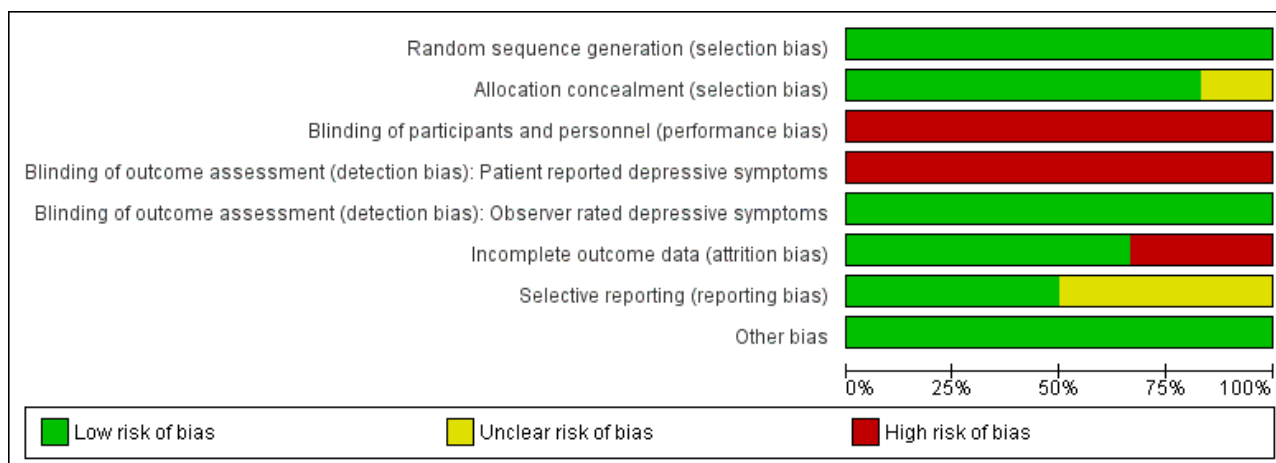 Random sequence generation (selection bias)
Allocation concealment (selection bias)
Blinding of participants and personnel (performance bias)
Blinding of outcome assessment (detection bias): Patient reported depressive symptoms
Blinding of outcome assessment (detection bias): Observer rated depressive symptoms
Incomplete outcome data (attrition bias)
Selective reporting (reporting bias)
Other bias
0% 25% 50% 75% 100%
Low risk of bias Unclear risk of bias High risk of bias